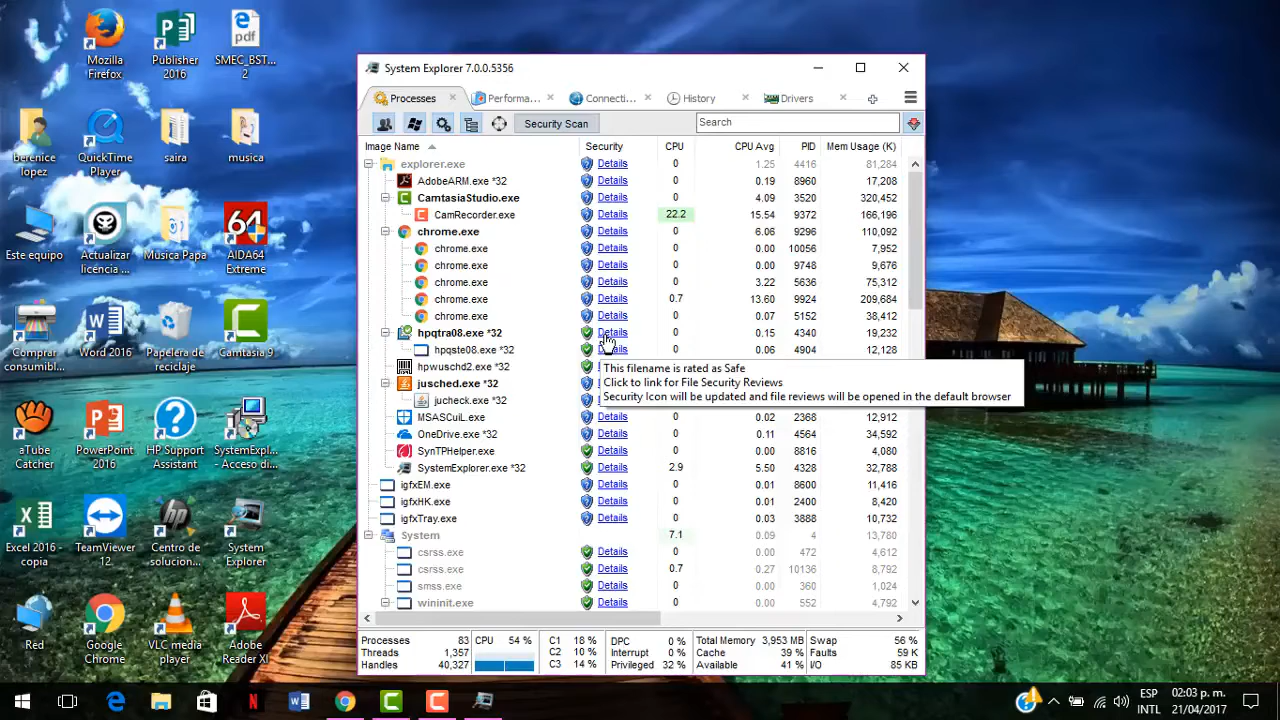 Mozilla
Firefox
Publisher
2016
SMEC_BST...
2
berenice
lopez
QuickTime
Player
saira
musica
Este equipo
Actualizar
licéncia ...
Música Papa
AIDA64
Extreme
Comprar
consumibl...
Word 2016
Papelera de
reciclaje
Camtasia 9
aTube
Catcher
PowerPoint
2016
HP Support
Assistant
SystemExpl...
- Acceso di...
Excel 2016 -
copia
TeamViewer
12
Centro de
solucion...
System
Explorer
Red
Google
Chrome
VLC media
player
Adobe
Reader XI
System Explorer 7.0.0.5356
Processes Performa... Connecti... History Drivers
Security Scan Search
Image Name Security CPU CPU Avg PID Mem Usage (K)
explorer.exe Details 0 1.25 4416 81,284
AdobeARM.exe *32 Details 0 0.19 8960 17,208
CamtasiaStudio.exe Details 0 4.09 3520 320,452
CamRecorder.exe Details 22.2 15.54 9372 166,196
chrome.exe Details 0 6.06 9296 110,092
chrome.exe Details 0 0.00 10056 7,952
chrome.exe Details 0 0.00 9748 9,676
chrome.exe Details 0 3.22 5636 75,312
chrome.exe Details 0.7 13.60 9924 209,684
chrome.exe Details 0 0.07 5152 38,412
hpqtra08.exe *32 Details 0 0.15 4340 19,232
hpqste08.exe *32 Details 0 0.06 4904 12,128
hpwuschd2.exe *32
This filename is rated as Safe
jusched.exe *32
Click to link for File Security Reviews
jucheck.exe *32
Security Icon will be updated and file reviews will be opened in the default browser
MSASCuiL.exe Details 0 0.02 2368 12,912
OneDrive.exe *32 Details 0 0.11 4564 34,592
SynTPHelper.exe Details 0 0.00 8816 4,080
SystemExplorer.exe *32 Details 2.9 5.50 4328 32,788
igfxEM.exe Details 0 0.01 8600 11,416
igfxHK.exe Details 0 0.01 2400 8,420
igfxTray.exe Details 0 0.03 3888 10,732
System 7.1 0.09 4 13,780
csrss.exe Details 0 0.00 472 4,612
csrss.exe Details 0.7 0.27 10136 8,792
smss.exe Details 0 0.00 360 1,024
wininit.exe Details 0 0.00 552 4,792
Processes 83 CPU 54 % C1 18 % DPC 0 % Total Memory 3,953 MB Swap 56 %
Threads 1,357 C2 10 % Interrupt 0 % Cache 39 % Faults 59 K
Handles 40,327 C3 14 % Privileged 32 % Available 41 % I/O 85 KB
ESP 02:03 p. m.
INTL 21/04/2017